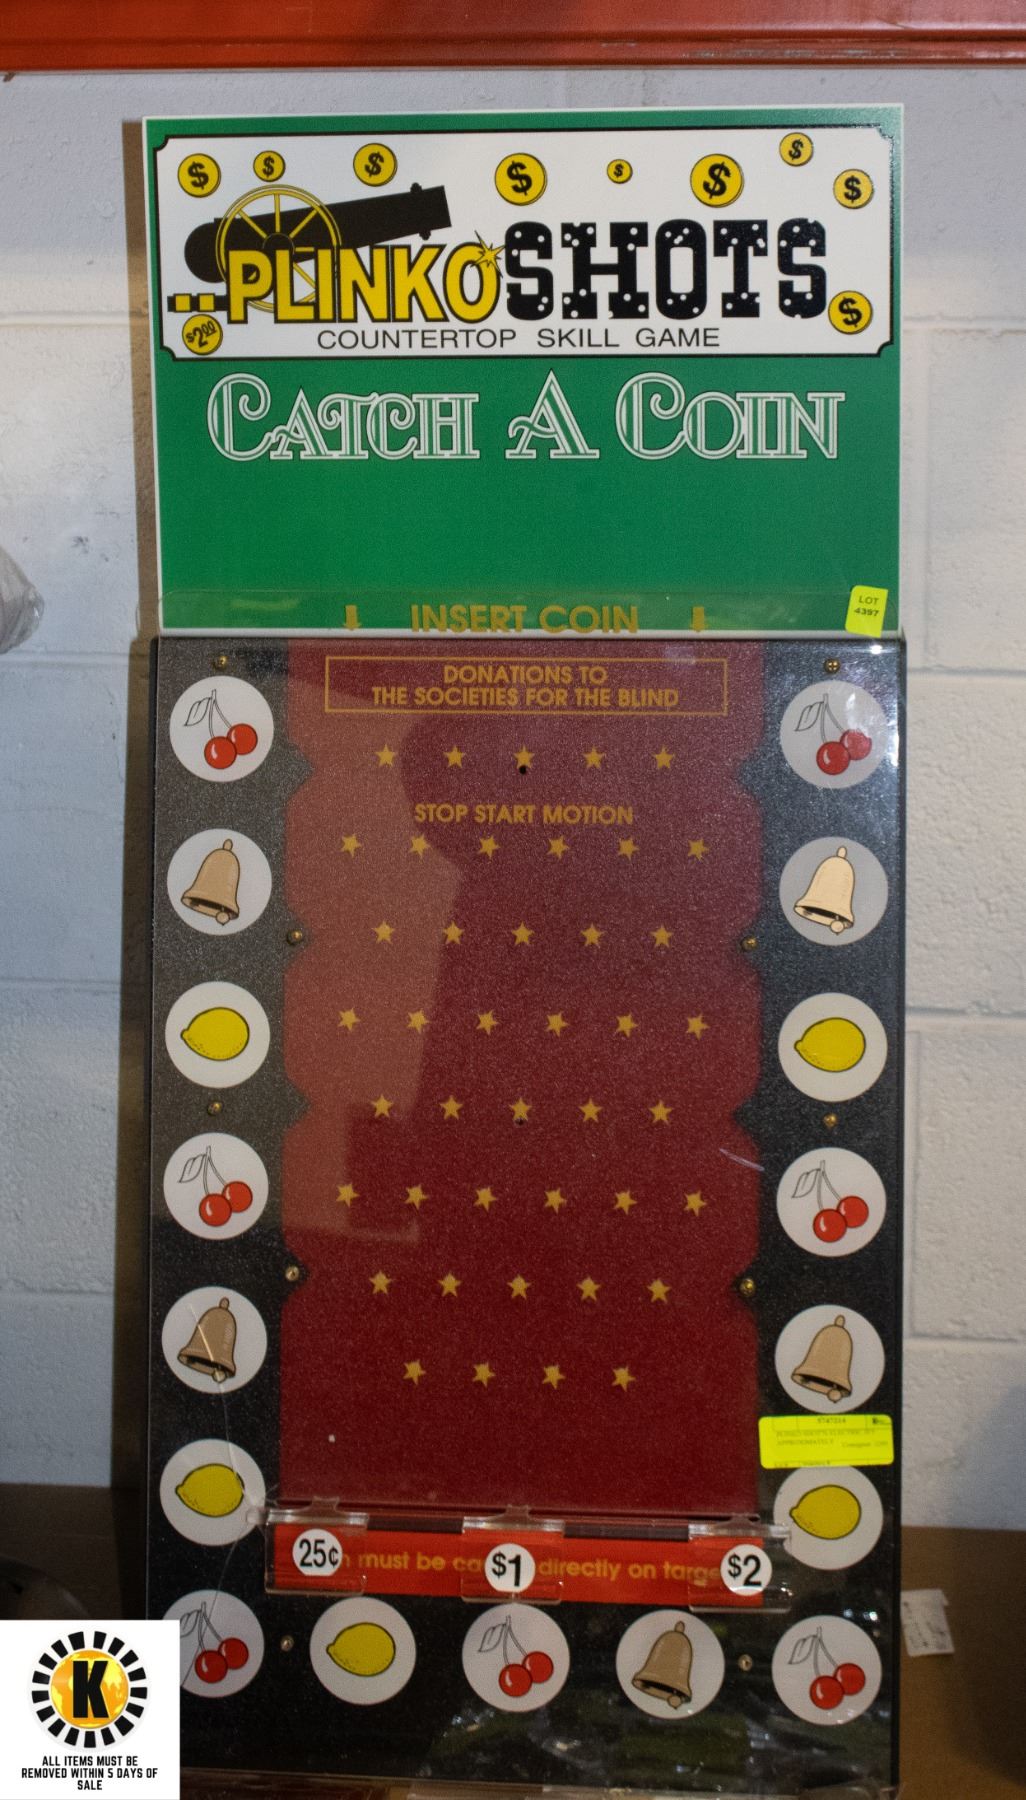 $ $ $ $ $ $ $ $
PLINKO SHOTS
$
$2.00
COUNTERTOP SKILL GAME
CATCH A COIN
LOT
4397
INSERT COIN
DONATIONS TO
THE SOCIETIES FOR THE BLIND
STOP START MOTION
5747214
APPROXIMATELY
25¢ must be $1 directly on $2
K
ALL ITEMS MUST BE
REMOVED WITHIN 5 DAYS OF
SALE